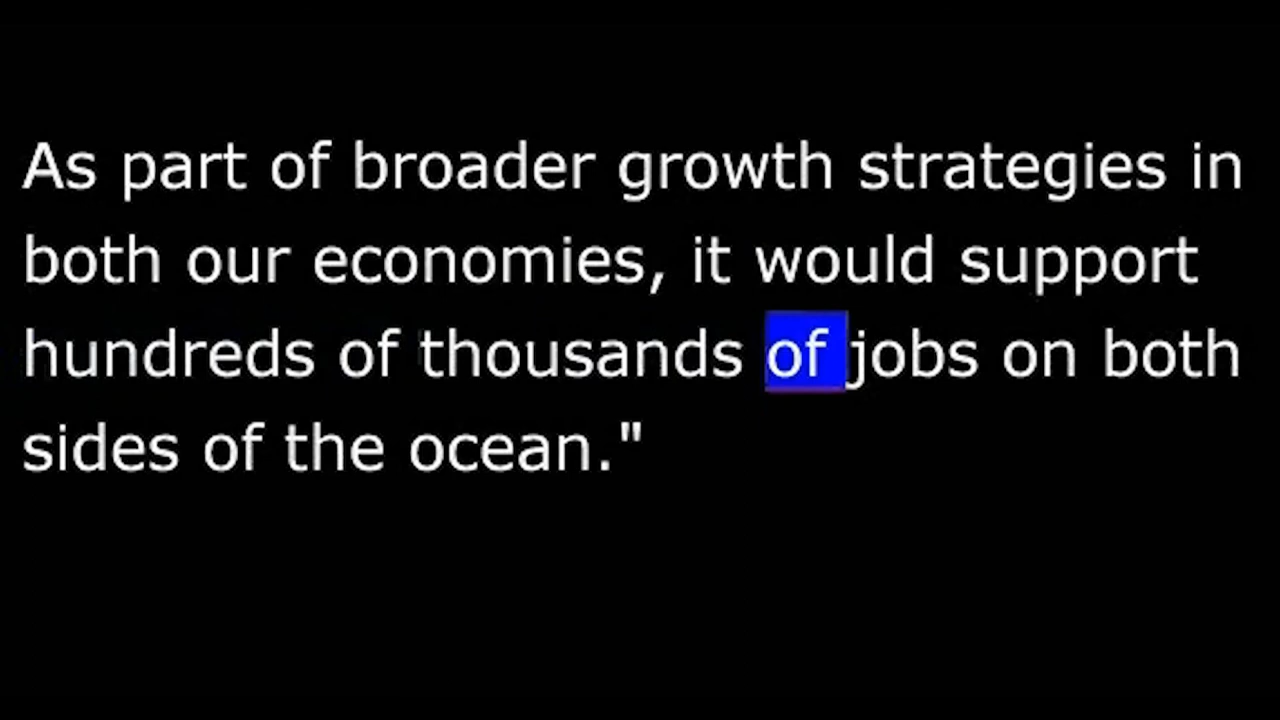 As part of broader growth strategies in
both our economies, it would support
hundreds of thousands of jobs on both
sides of the ocean."